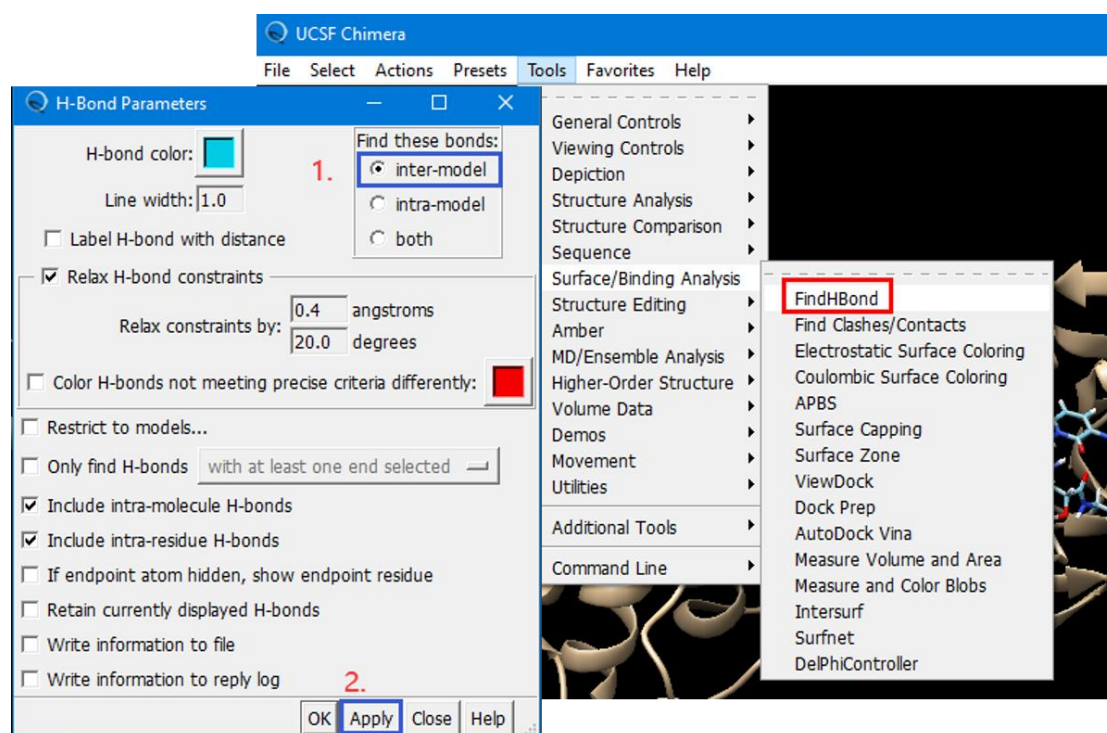 UCSF Chimera
File Select Actions Presets Tools Favorites Help
H-Bond Parameters
H-bond color:
Find these bonds:
1.
inter-model
Line width: 1.0
intra-model
Label H-bond with distance
both
Relax H-bond constraints
Relax constraints by:
0.4 angstroms
20.0 degrees
Color H-bonds not meeting precise criteria differently:
Restrict to models...
Only find H-bonds with at least one end selected
Include intra-molecule H-bonds
Include intra-residue H-bonds
If endpoint atom hidden, show endpoint residue
Retain currently displayed H-bonds
Write information to file
Write information to reply log
2.
OK Apply Close Help
General Controls
Viewing Controls
Depiction
Structure Analysis
Structure Comparison
Sequence
Surface/Binding Analysis
Structure Editing
Amber
MD/Ensemble Analysis
Higher-Order Structure
Volume Data
Demos
Movement
Utilities
Additional Tools
Command Line
FindHBond
Find Clashes/Contacts
Electrostatic Surface Coloring
Coulombic Surface Coloring
APBS
Surface Capping
Surface Zone
ViewDock
Dock Prep
AutoDock Vina
Measure Volume and Area
Measure and Color Blobs
Intersurf
Surfnet
DelPhiController